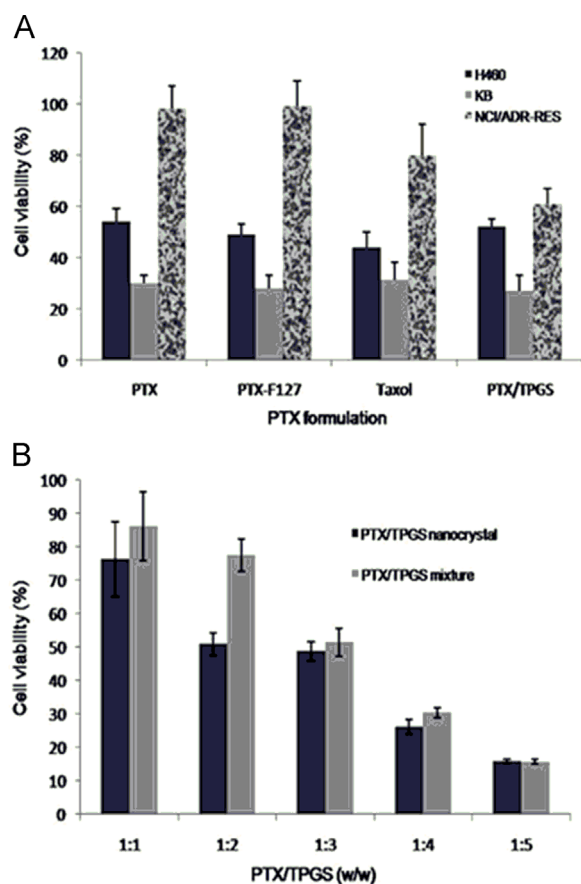 A
120
100
80
60
40
20
0
Cell viability (%)
H460
KB
NCI/ADR-RES
PTX PTX-F127 Taxol PTX/TPGS
PTX formulation
B
100
90
80
70
60
50
40
30
20
10
0
Cell viability (%)
PTX/TPGS nanocrystal
PTX/TPGS mixture
1:1 1:2 1:3 1:4 1:5
PTX/TPGS (w/w)